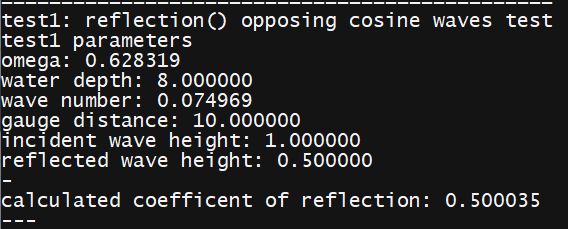 -----------------------------------------------
test1: reflection() opposing cosine waves test
test1 parameters
omega: 0.628319
water depth: 8.000000
wave number: 0.074969
gauge distance: 10.000000
incident wave height: 1.000000
reflected wave height: 0.500000
-
calculated coefficent of reflection: 0.500035
---